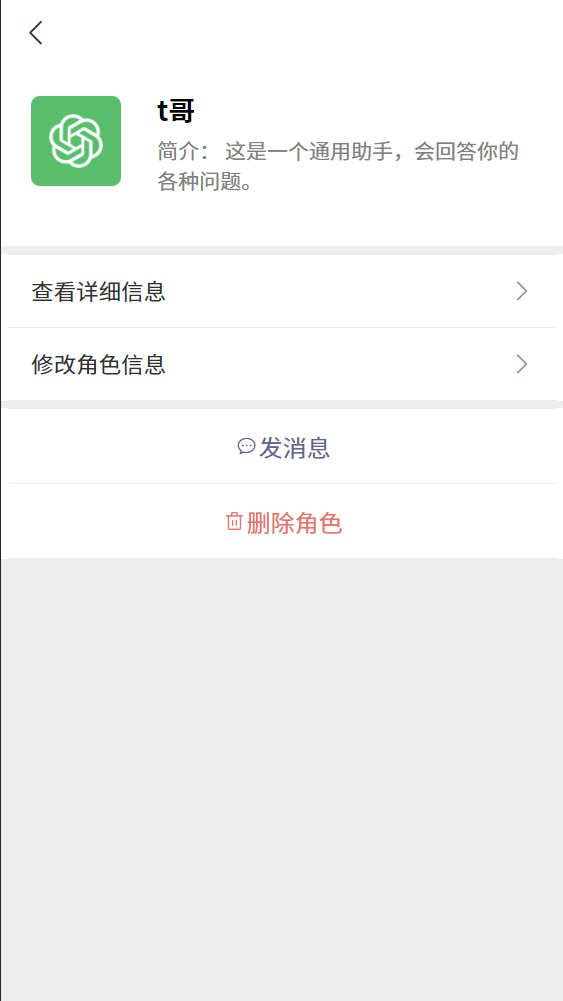 t哥
简介： 这是一个通用助手，会回答你的
各种问题。
查看详细信息
修改角色信息
发消息
删除角色